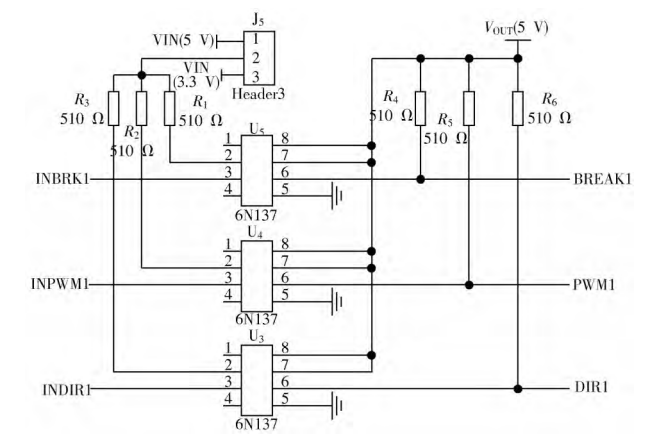 J5
VIN(5 V) 1
2
VIN
(3.3 V) 3
Header3
VOUT(5 V)
R3
510 Ω
R2
510 Ω
R1
510 Ω
R4
510 Ω
R5
510 Ω
R6
510 Ω
U5
1 8
2 7
INBRK1 3 6 BREAK1
4 5
6N137
U4
1 8
2 7
INPWM1 3 6 PWM1
4 5
6N137
U3
1 8
2 7
INDIR1 3 6 DIR1
4 5
6N137